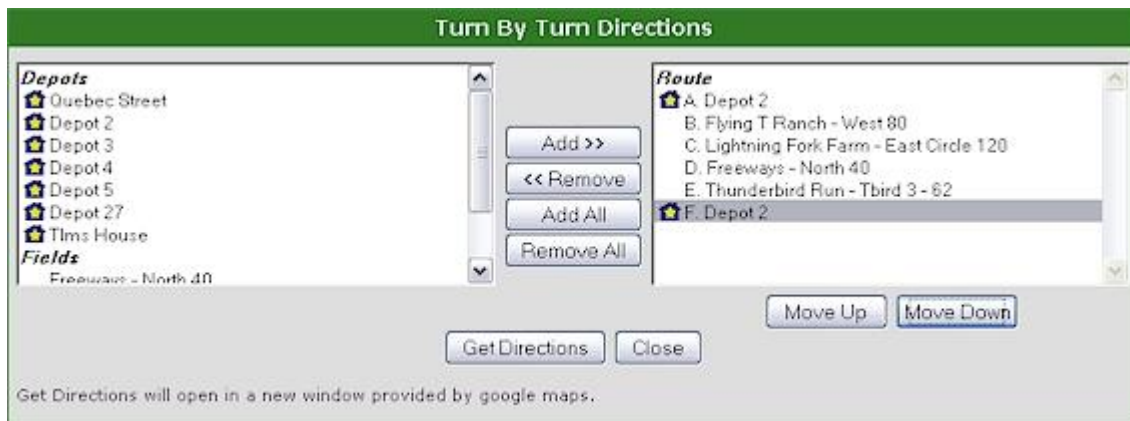 Turn By Turn Directions
Depots
Quebec Street
Depot 2
Depot 3
Depot 4
Depot 5
Depot 27
TIms House
Fields
Freeways - North 40
Add >>
<< Remove
Add All
Remove All
Route
A. Depot 2
B. Flying T Ranch - West 80
C. Lightning Fork Farm - East Circle 120
D. Freeways - North 40
E. Thunderbird Run - Tbird 3 - 62
F. Depot 2
Move Up
Move Down
Get Directions
Close
Get Directions will open in a new window provided by google maps.